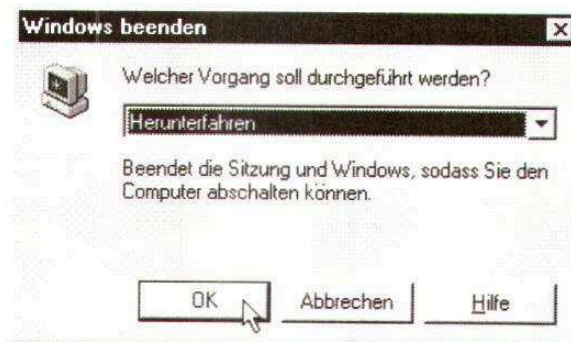 Windows beenden
Welcher Vorgang soll durchgeführt werden?
Herunterfahren
Beendet die Sitzung und Windows, sodass Sie den
Computer abschalten können.
OK Abbrechen Hilfe